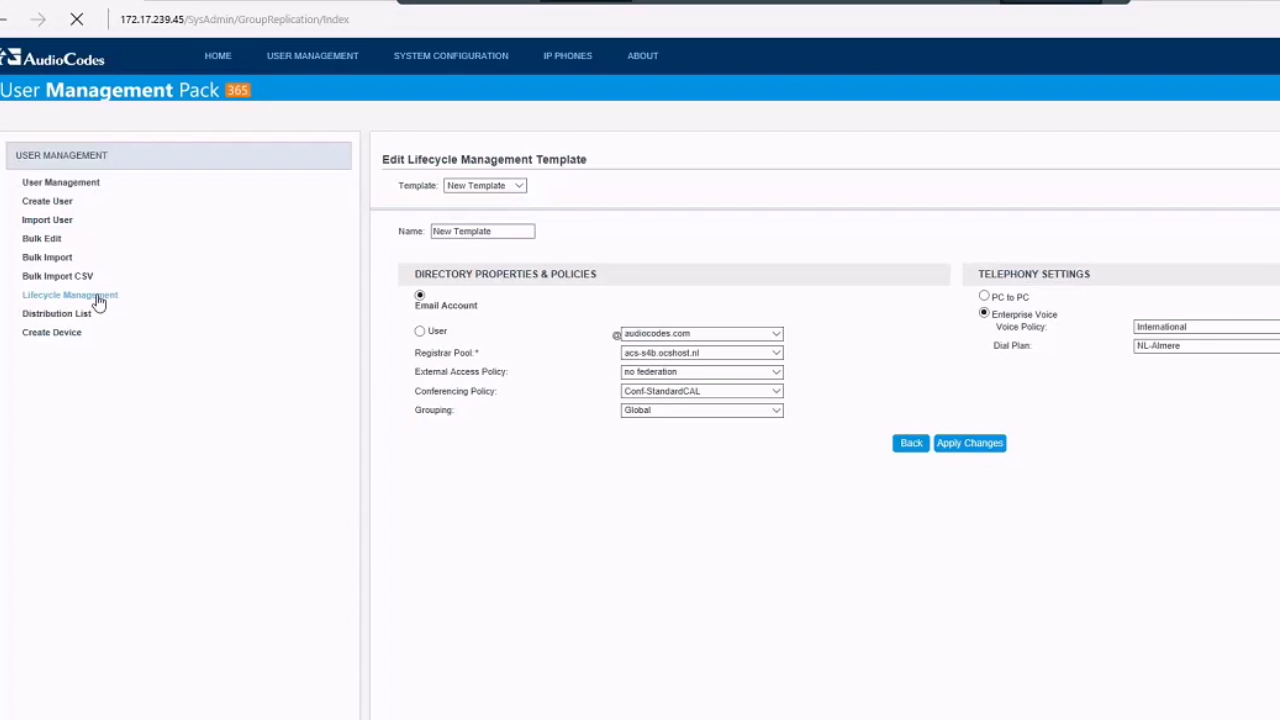 172.17.239.45/SysAdmin/GroupReplication/Index
AudioCodes
HOME
USER MANAGEMENT
SYSTEM CONFIGURATION
IP PHONES
ABOUT
User Management Pack 365
USER MANAGEMENT
User Management
Create User
Import User
Bulk Edit
Bulk Import
Bulk Import CSV
Lifecycle Management
Distribution List
Create Device
Edit Lifecycle Management Template
Template: New Template
Name: New Template
DIRECTORY PROPERTIES & POLICIES
Email Account
User @ audiocodes.com
Registrar Pool:* acs-s4b.ocshost.nl
External Access Policy: no federation
Conferencing Policy: Conf-StandardCAL
Grouping: Global
TELEPHONY SETTINGS
PC to PC
Enterprise Voice
Voice Policy: International
Dial Plan: NL-Almere
Back
Apply Changes